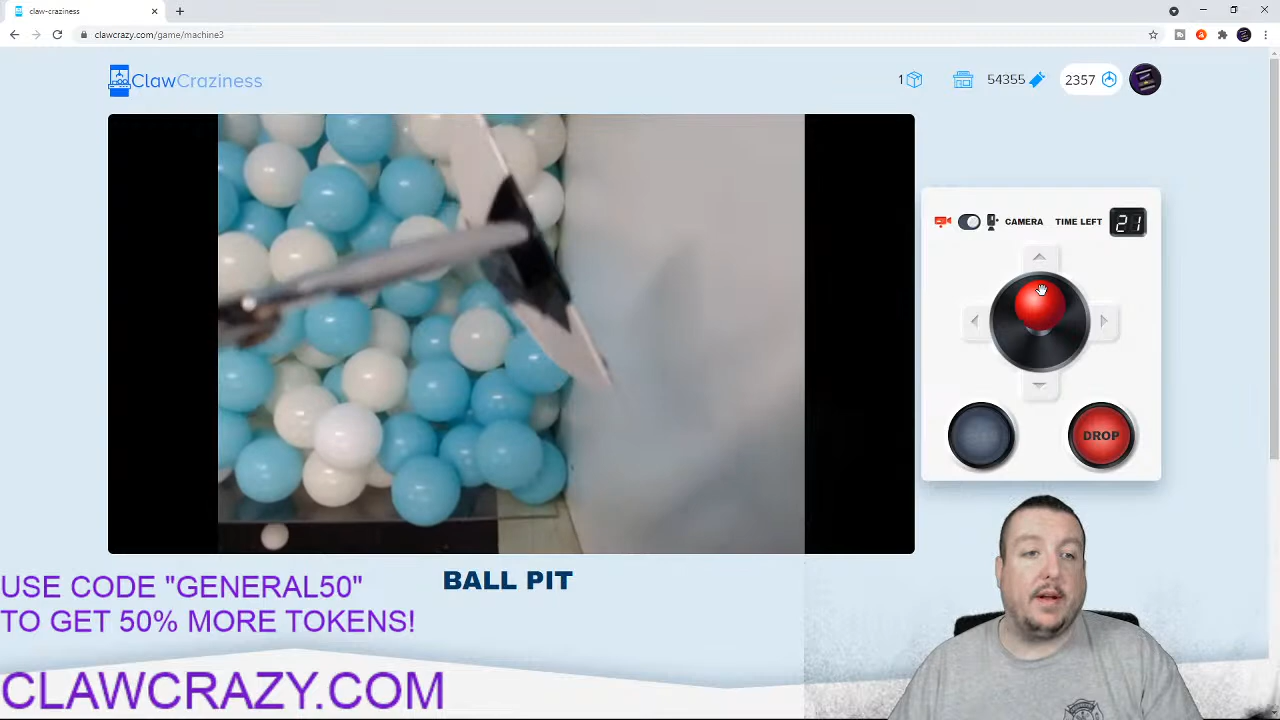 claw-craziness
clawcrazy.com/game/machine3
ClawCraziness
1
54355
2357
CAMERA
TIME LEFT
21
DROP
BALL PIT
USE CODE "GENERAL50"
TO GET 50% MORE TOKENS!
CLAWCRAZY.COM